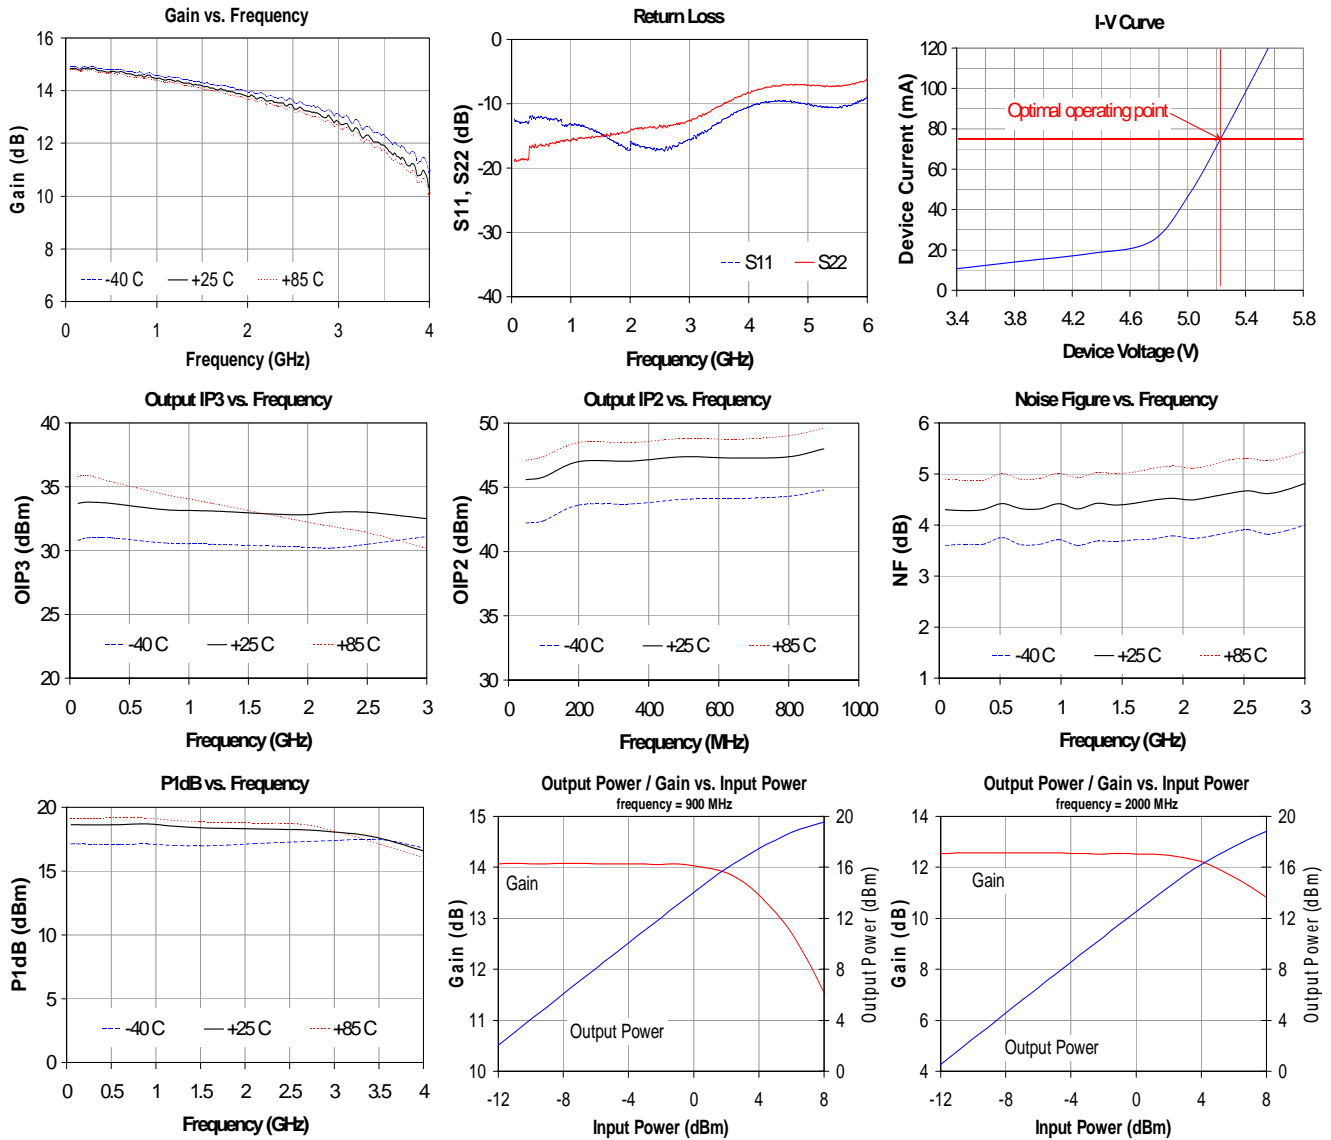 Gain vs. Frequency
16
14
12
10
8
6
Gain (dB)
-40 C
+25 C
+85 C
0 1 2 3 4
Frequency (GHz)
Return Loss
0
-10
-20
-30
-40
S11, S22 (dB)
S11
S22
0 1 2 3 4 5 6
Frequency (GHz)
I-V Curve
120
100
80
60
40
20
0
Device Current (mA)
Optimal operating point
3.4 3.8 4.2 4.6 5.0 5.4 5.8
Device Voltage (V)
Output IP3 vs. Frequency
40
35
30
25
20
OIP3 (dBm)
-40 C
+25 C
+85 C
0 0.5 1 1.5 2 2.5 3
Frequency (GHz)
Output IP2 vs. Frequency
50
45
40
35
30
OIP2 (dBm)
-40 C
+25 C
+85 C
0 200 400 600 800 1000
Frequency (MHz)
Noise Figure vs. Frequency
6
5
4
3
2
1
NF (dB)
-40 C
+25 C
+85 C
0 0.5 1 1.5 2 2.5 3
Frequency (GHz)
P1dB vs. Frequency
20
15
10
5
0
P1dB (dBm)
-40 C
+25 C
+85 C
0 0.5 1 1.5 2 2.5 3 3.5 4
Frequency (GHz)
Output Power / Gain vs. Input Power
frequency = 900 MHz
15
14
13
12
11
10
Gain (dB)
Gain
Output Power
20
16
12
8
4
0
Output Power (dBm)
-12 -8 -4 0 4 8
Input Power (dBm)
Output Power / Gain vs. Input Power
frequency = 2000 MHz
14
12
10
8
6
4
Gain (dB)
Gain
Output Power
20
16
12
8
4
0
Output Power (dBm)
-12 -8 -4 0 4 8
Input Power (dBm)